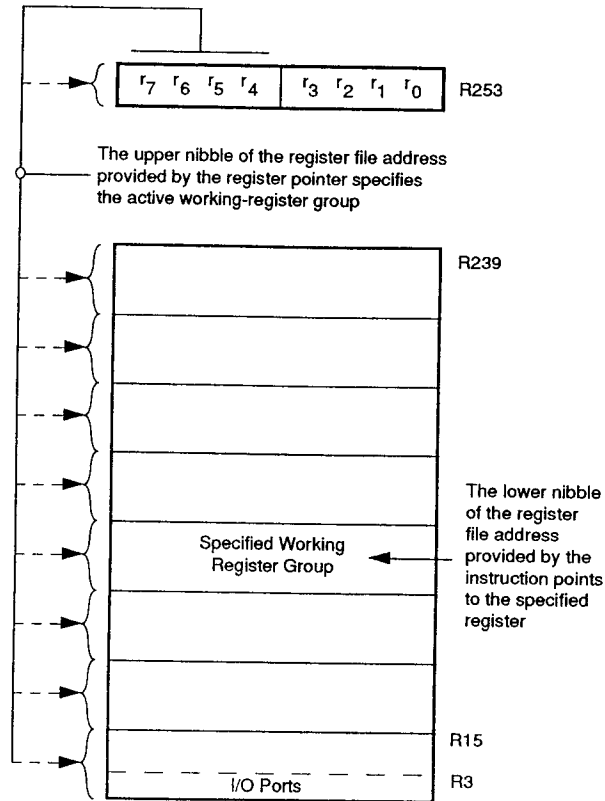 r7 r6 r5 r4 r3 r2 r1 r0 R253
The upper nibble of the register file address
provided by the register pointer specifies
the active working-register group
R239
The lower nibble
of the register
file address
provided by the
instruction points
to the specified
register
Specified Working
Register Group
R15
R3
I/O Ports